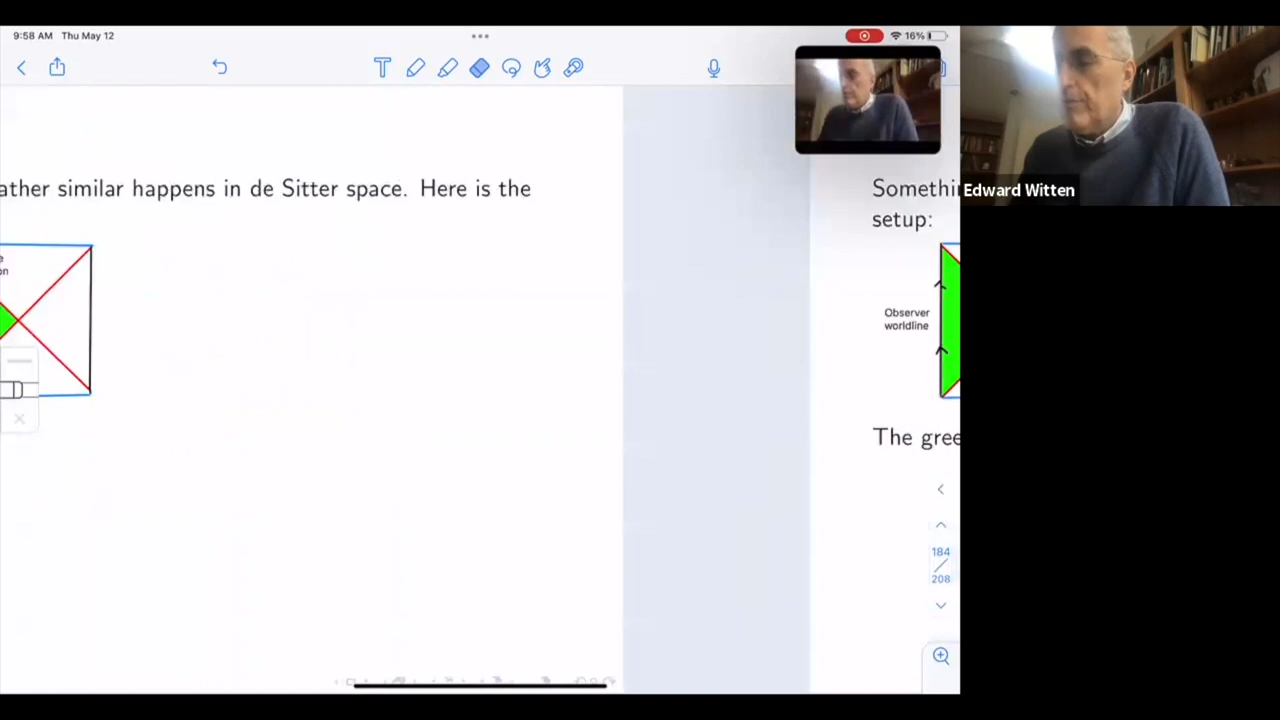 9:58 AM Thu May 12
16%
ather similar happens in de Sitter space. Here is the
e
on
Somethi
setup:
Edward Witten
Observer
worldline
The gree
184
208